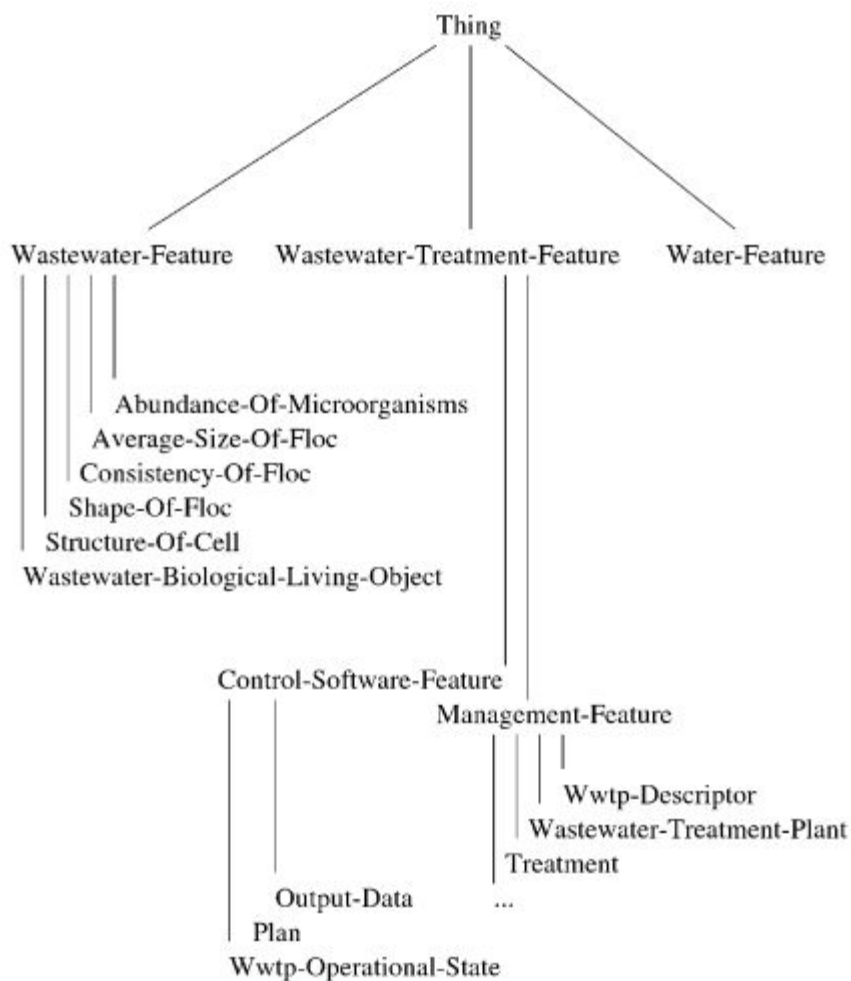 Thing
Wastewater-Feature Wastewater-Treatment-Feature Water-Feature
Abundance-Of-Microorganisms
Average-Size-Of-Floc
Consistency-Of-Floc
Shape-Of-Floc
Structure-Of-Cell
Wastewater-Biological-Living-Object
Control-Software-Feature
Management-Feature
Wwtp-Descriptor
Wastewater-Treatment-Plant
Treatment
Output-Data ...
Plan
Wwtp-Operational-State